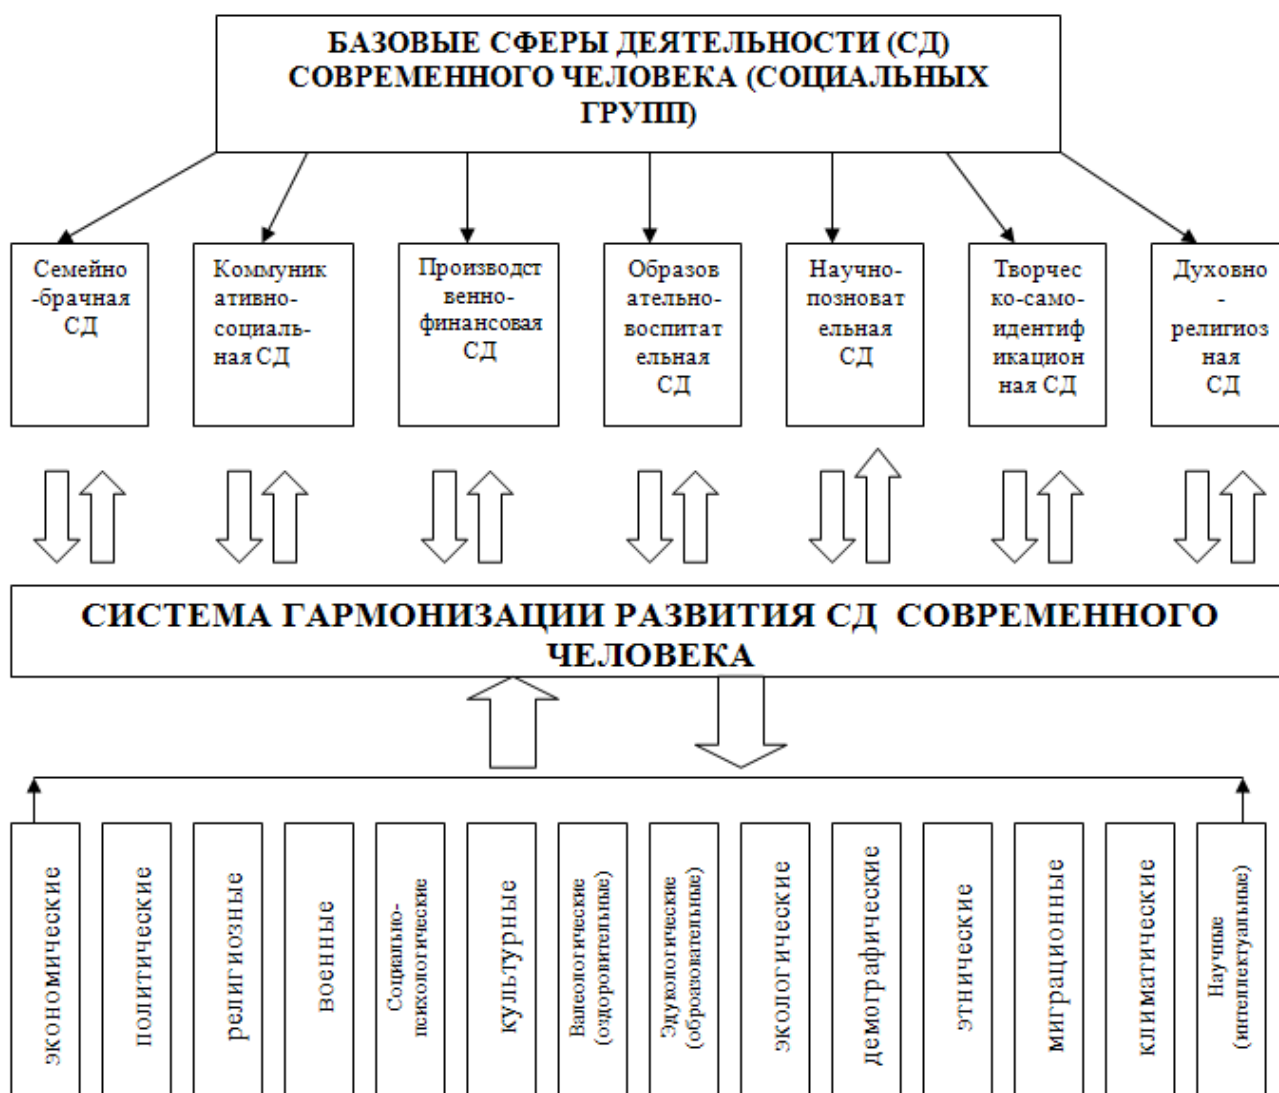 БАЗОВЫЕ СФЕРЫ ДЕЯТЕЛЬНОСТИ (СД)
СОВРЕМЕННОГО ЧЕЛОВЕКА (СОЦИАЛЬНЫХ
ГРУПП)
Семейно
-брачная
СД
Коммуник
ативно-
социаль-
ная СД
Производст
венно-
финансовая
СД
Образов
ательно-
воспитат
ельная
СД
Научно-
позноват
ельная
СД
Творчес
ко-само-
идентиф
икацион
ная СД
Духовно
-
религиоз
ная
СД
СИСТЕМА ГАРМОНИЗАЦИИ РАЗВИТИЯ СД СОВРЕМЕННОГО
ЧЕЛОВЕКА
экономические
политические
религиозные
военные
Социально-
психологические
культурные
Валеологические
(оздоровительные)
Эдукологические
(оброазовательные)
экологические
демографические
этнические
миграционные
климатические
Научные
(интеллектуальные)